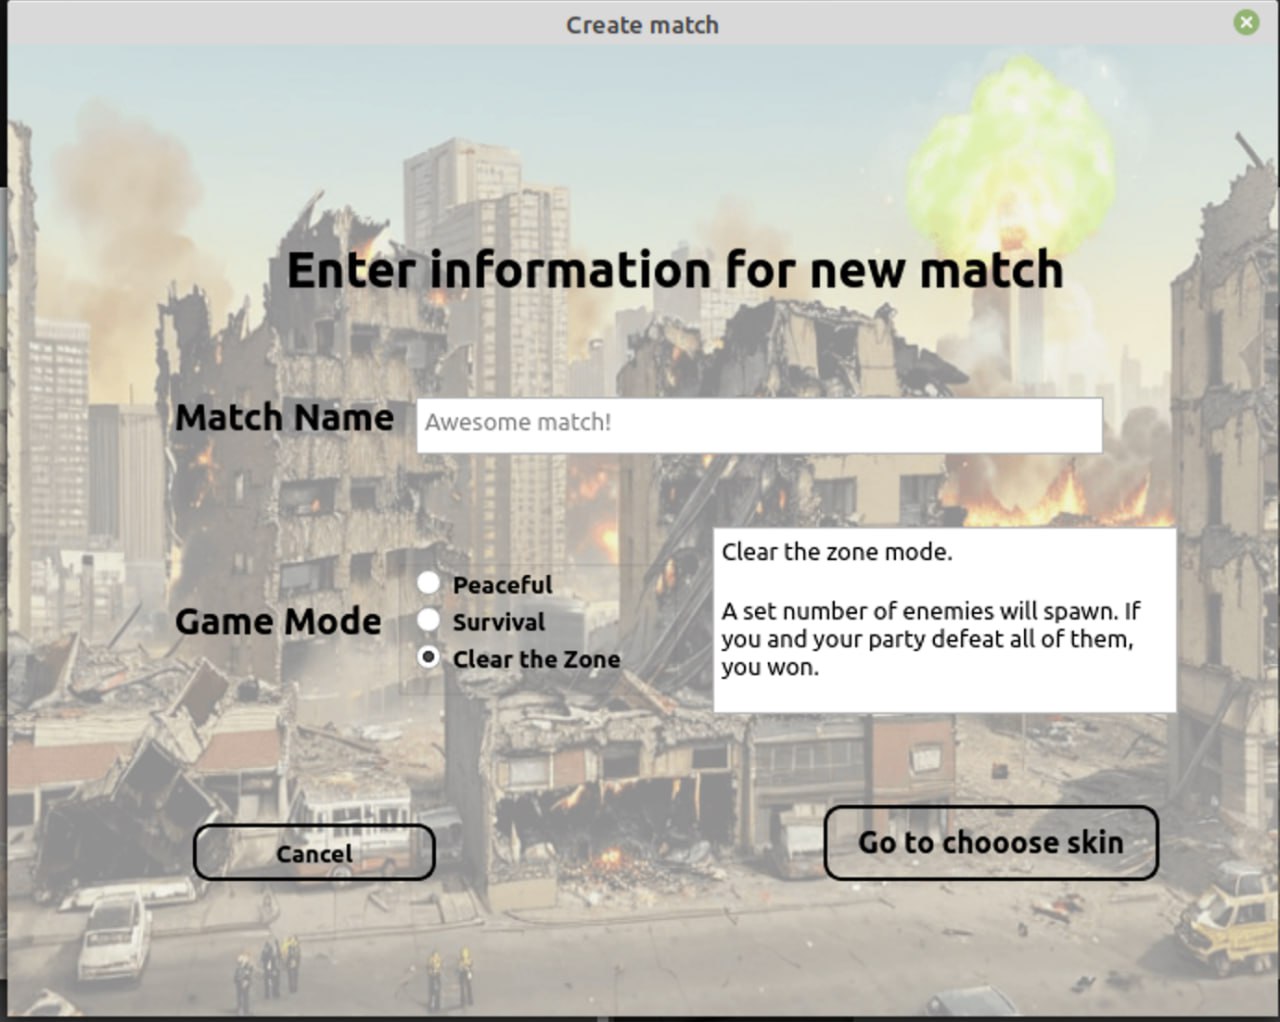 Create match
Enter information for new match
Match Name
Awesome match!
Game Mode
Peaceful
Survival
Clear the Zone
Clear the zone mode.
A set number of enemies will spawn. If
you and your party defeat all of them,
you won.
Cancel
Go to chooose skin